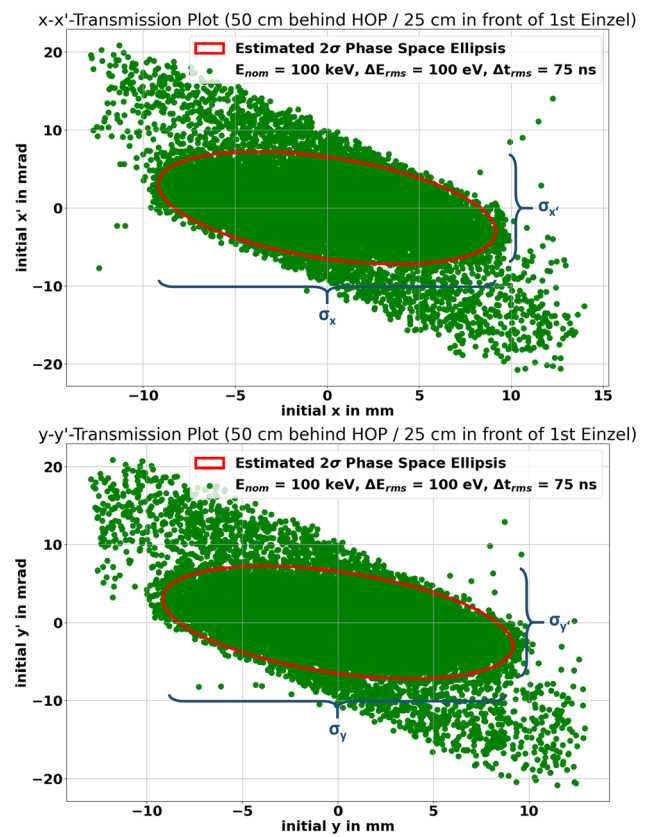 x-x'-Transmission Plot (50 cm behind HOP / 25 cm in front of 1st Einzel)
Estimated 2σ Phase Space Ellipsis
E_nom = 100 keV, ΔE_rms = 100 eV, Δt_rms = 75 ns
20
10
0
−10
−20
initial x' in mrad
σ_x'
σ_x
−10 −5 0 5 10 15
initial x in mm
y-y'-Transmission Plot (50 cm behind HOP / 25 cm in front of 1st Einzel)
Estimated 2σ Phase Space Ellipsis
E_nom = 100 keV, ΔE_rms = 100 eV, Δt_rms = 75 ns
20
10
0
−10
−20
initial y' in mrad
σ_y'
σ_y
−10 −5 0 5 10
initial y in mm